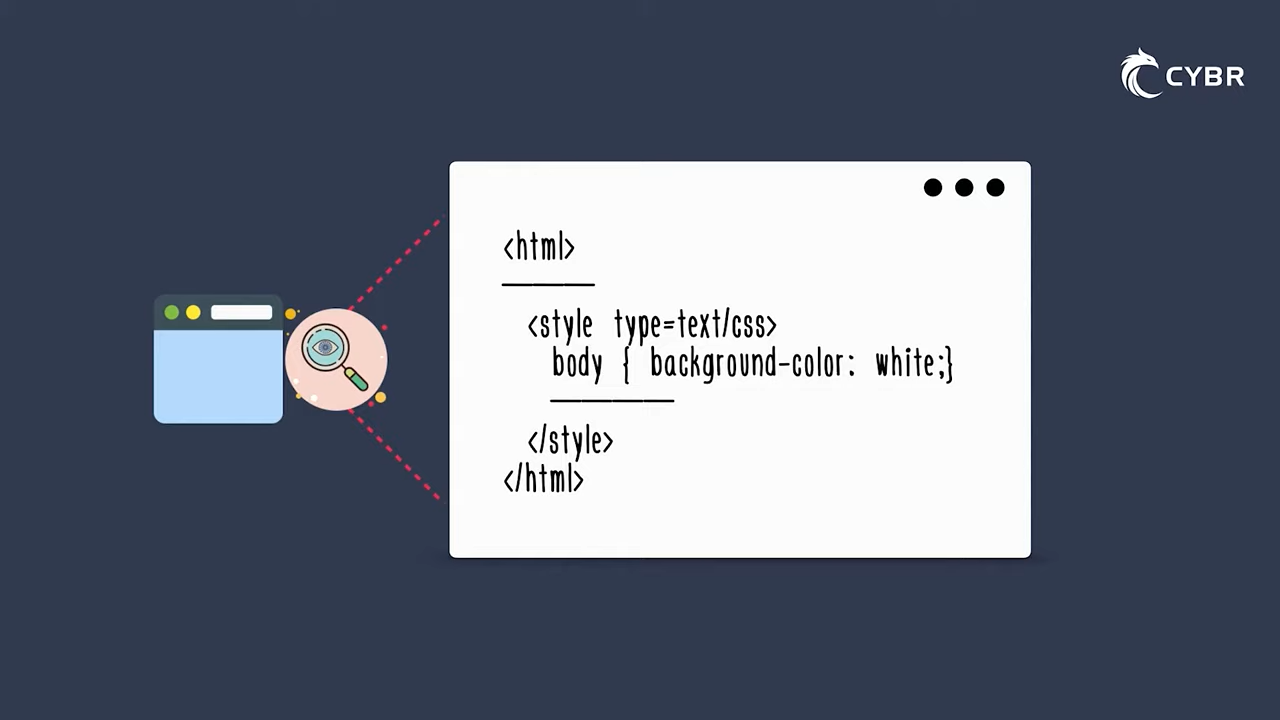 CYBR
<html>
<style type=text/css>
body { background-color: white;}
</style>
</html>